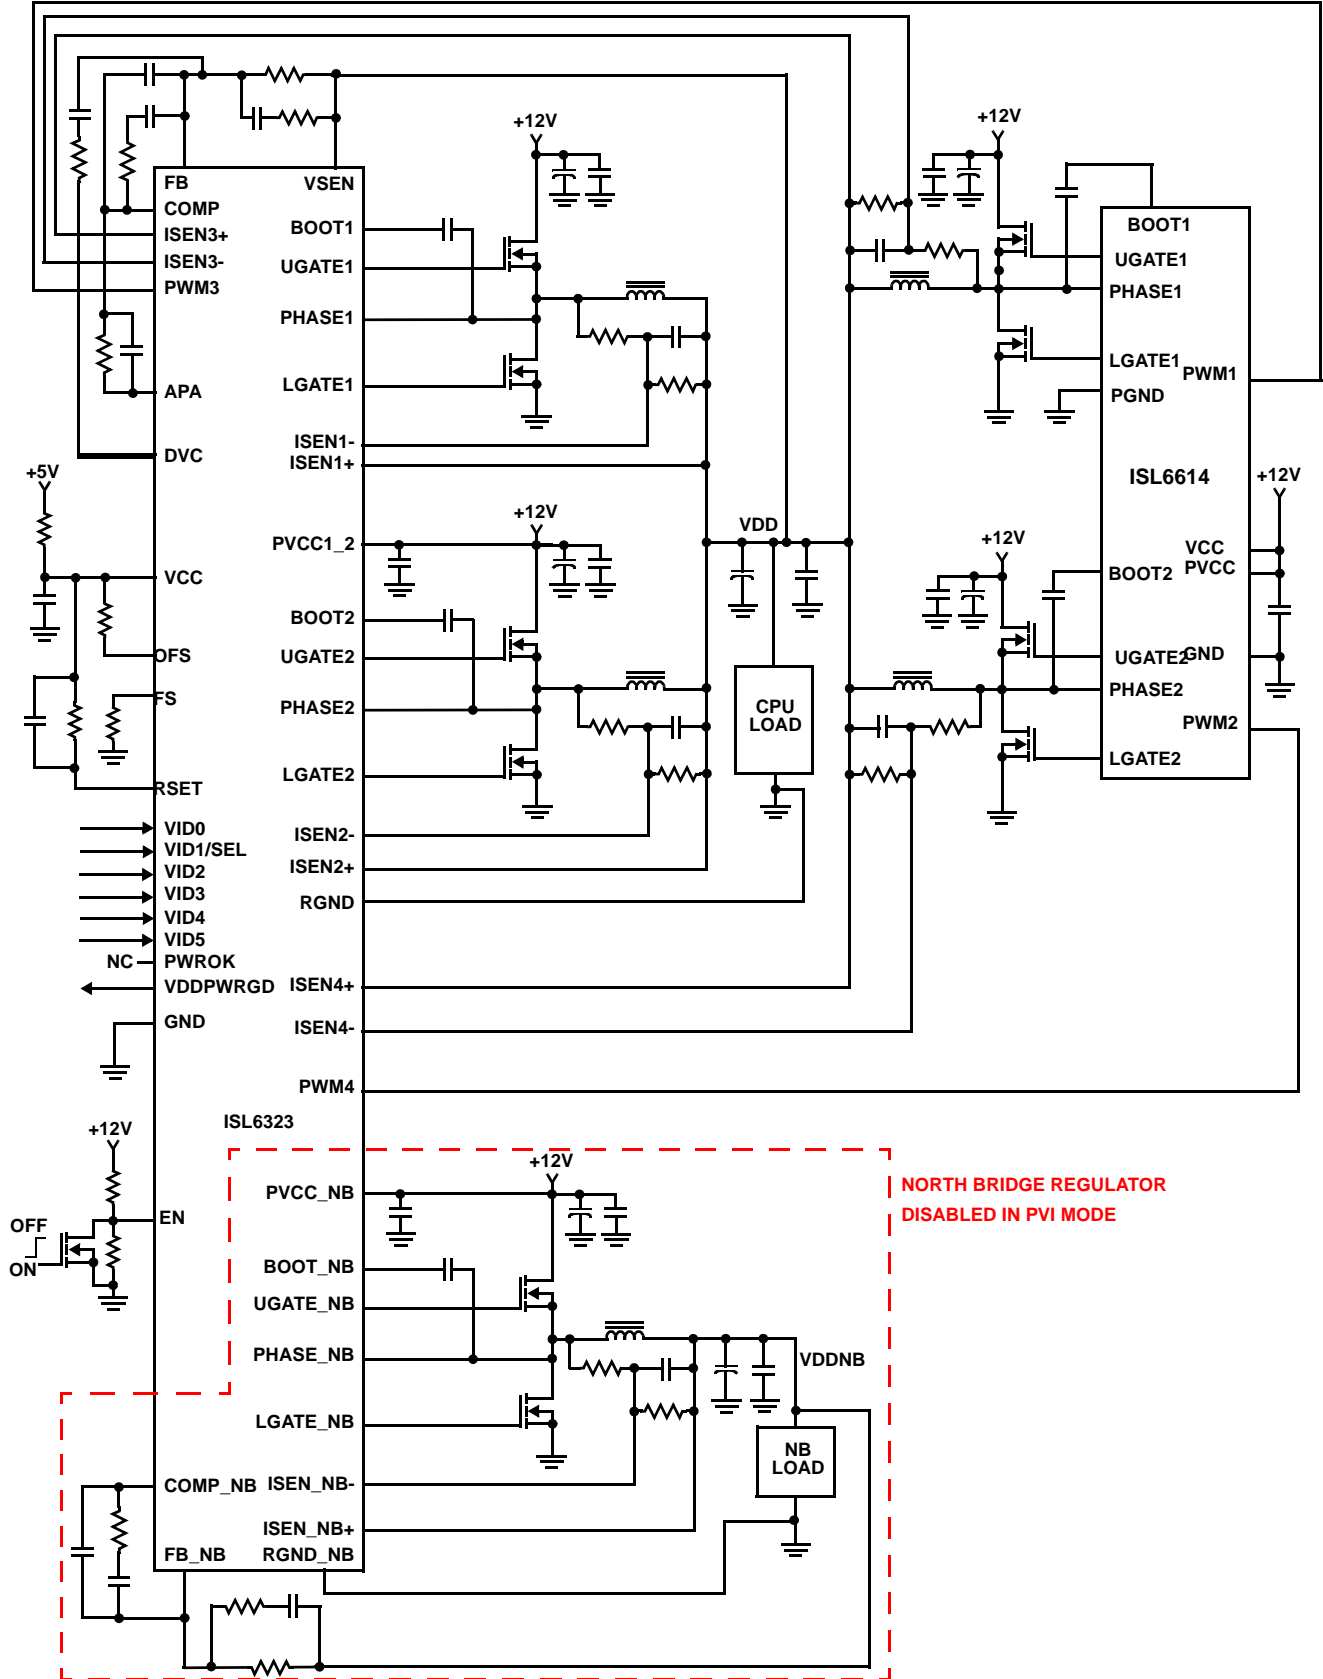 +12V
+12V
FB
VSEN
COMP
BOOT1
BOOT1
ISEN3+
ISEN3-
UGATE1
UGATE1
PWM3
PHASE1
PHASE1
LGATE1
LGATE1
PWM1
APA
PGND
ISEN1-
DVC
ISEN1+
+5V
ISL6614
+12V
+12V
VDD
+12V
PVCC1_2
VCC
VCC
PVCC
BOOT2
BOOT2
OFS
UGATE2
UGATE2
GND
FS
PHASE2
CPU
LOAD
PHASE2
PWM2
LGATE2
LGATE2
RSET
VID0
ISEN2-
VID1/SEL
ISEN2+
VID2
VID3
RGND
VID4
VID5
NC
PWROK
VDDPWRGD
ISEN4+
GND
ISEN4-
PWM4
ISL6323
+12V
+12V
NORTH BRIDGE REGULATOR
DISABLED IN PVI MODE
PVCC_NB
EN
OFF
ON
BOOT_NB
UGATE_NB
PHASE_NB
VDDNB
LGATE_NB
NB
LOAD
COMP_NB
ISEN_NB-
ISEN_NB+
FB_NB
RGND_NB